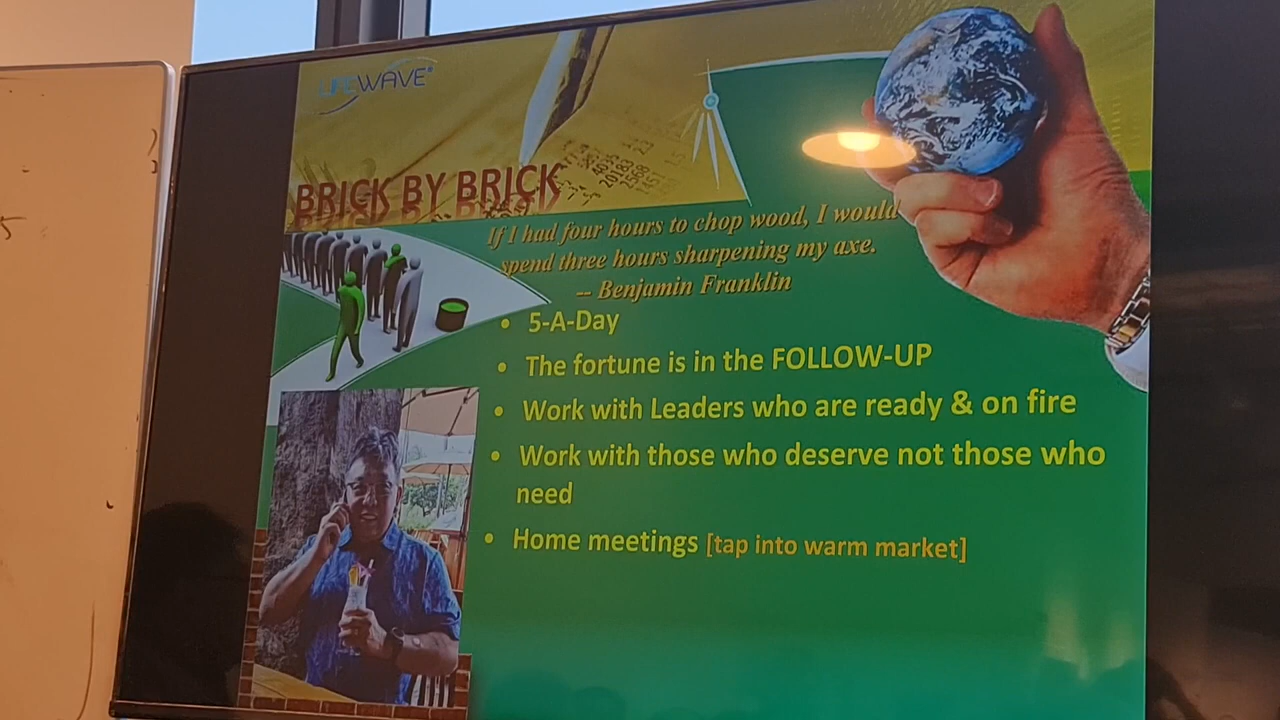 LIFEWAVE®
BRICK BY BRICK
If I had four hours to chop wood, I would
spend three hours sharpening my axe.
-- Benjamin Franklin
• 5-A-Day
• The fortune is in the FOLLOW-UP
• Work with Leaders who are ready & on fire
• Work with those who deserve not those who
need
• Home meetings [tap into warm market]